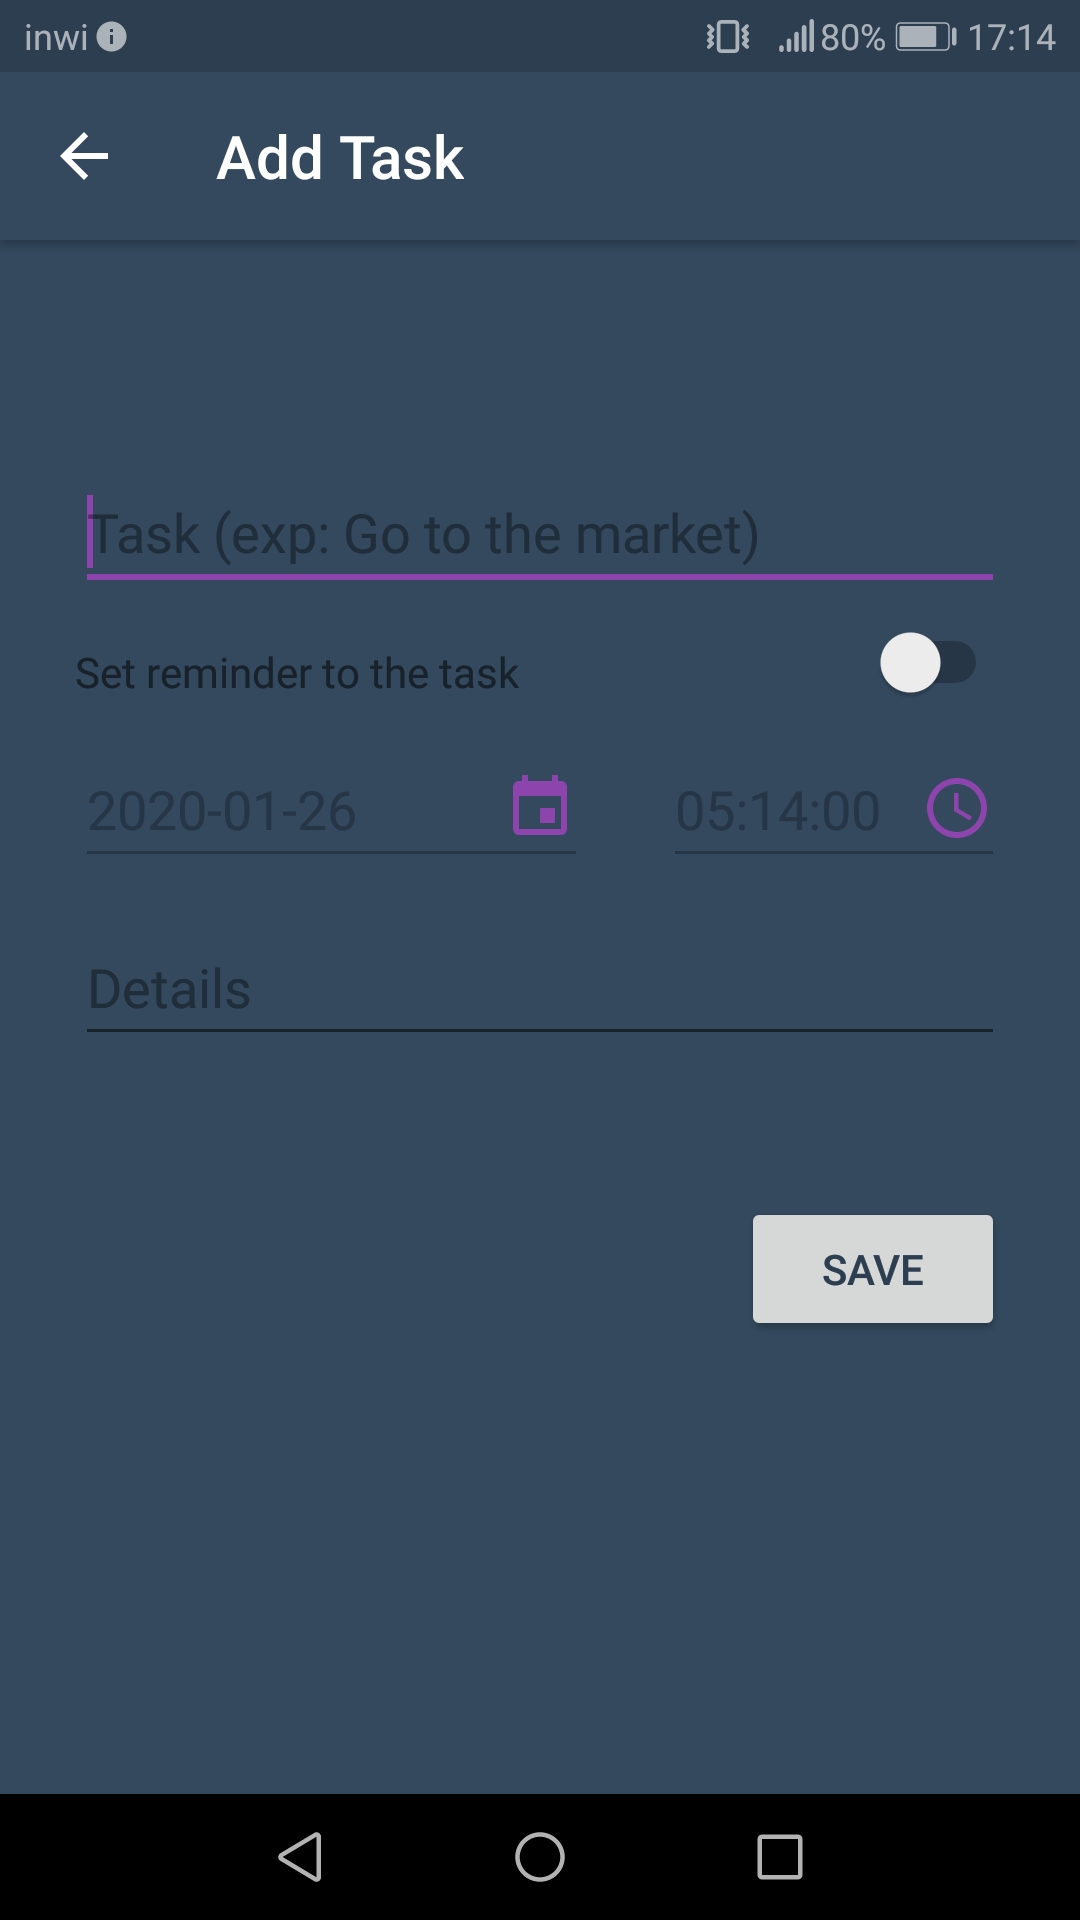 inwi 80% 17:14
Add Task
Task (exp: Go to the market)
Set reminder to the task
2020-01-26 05:14:00
Details
SAVE